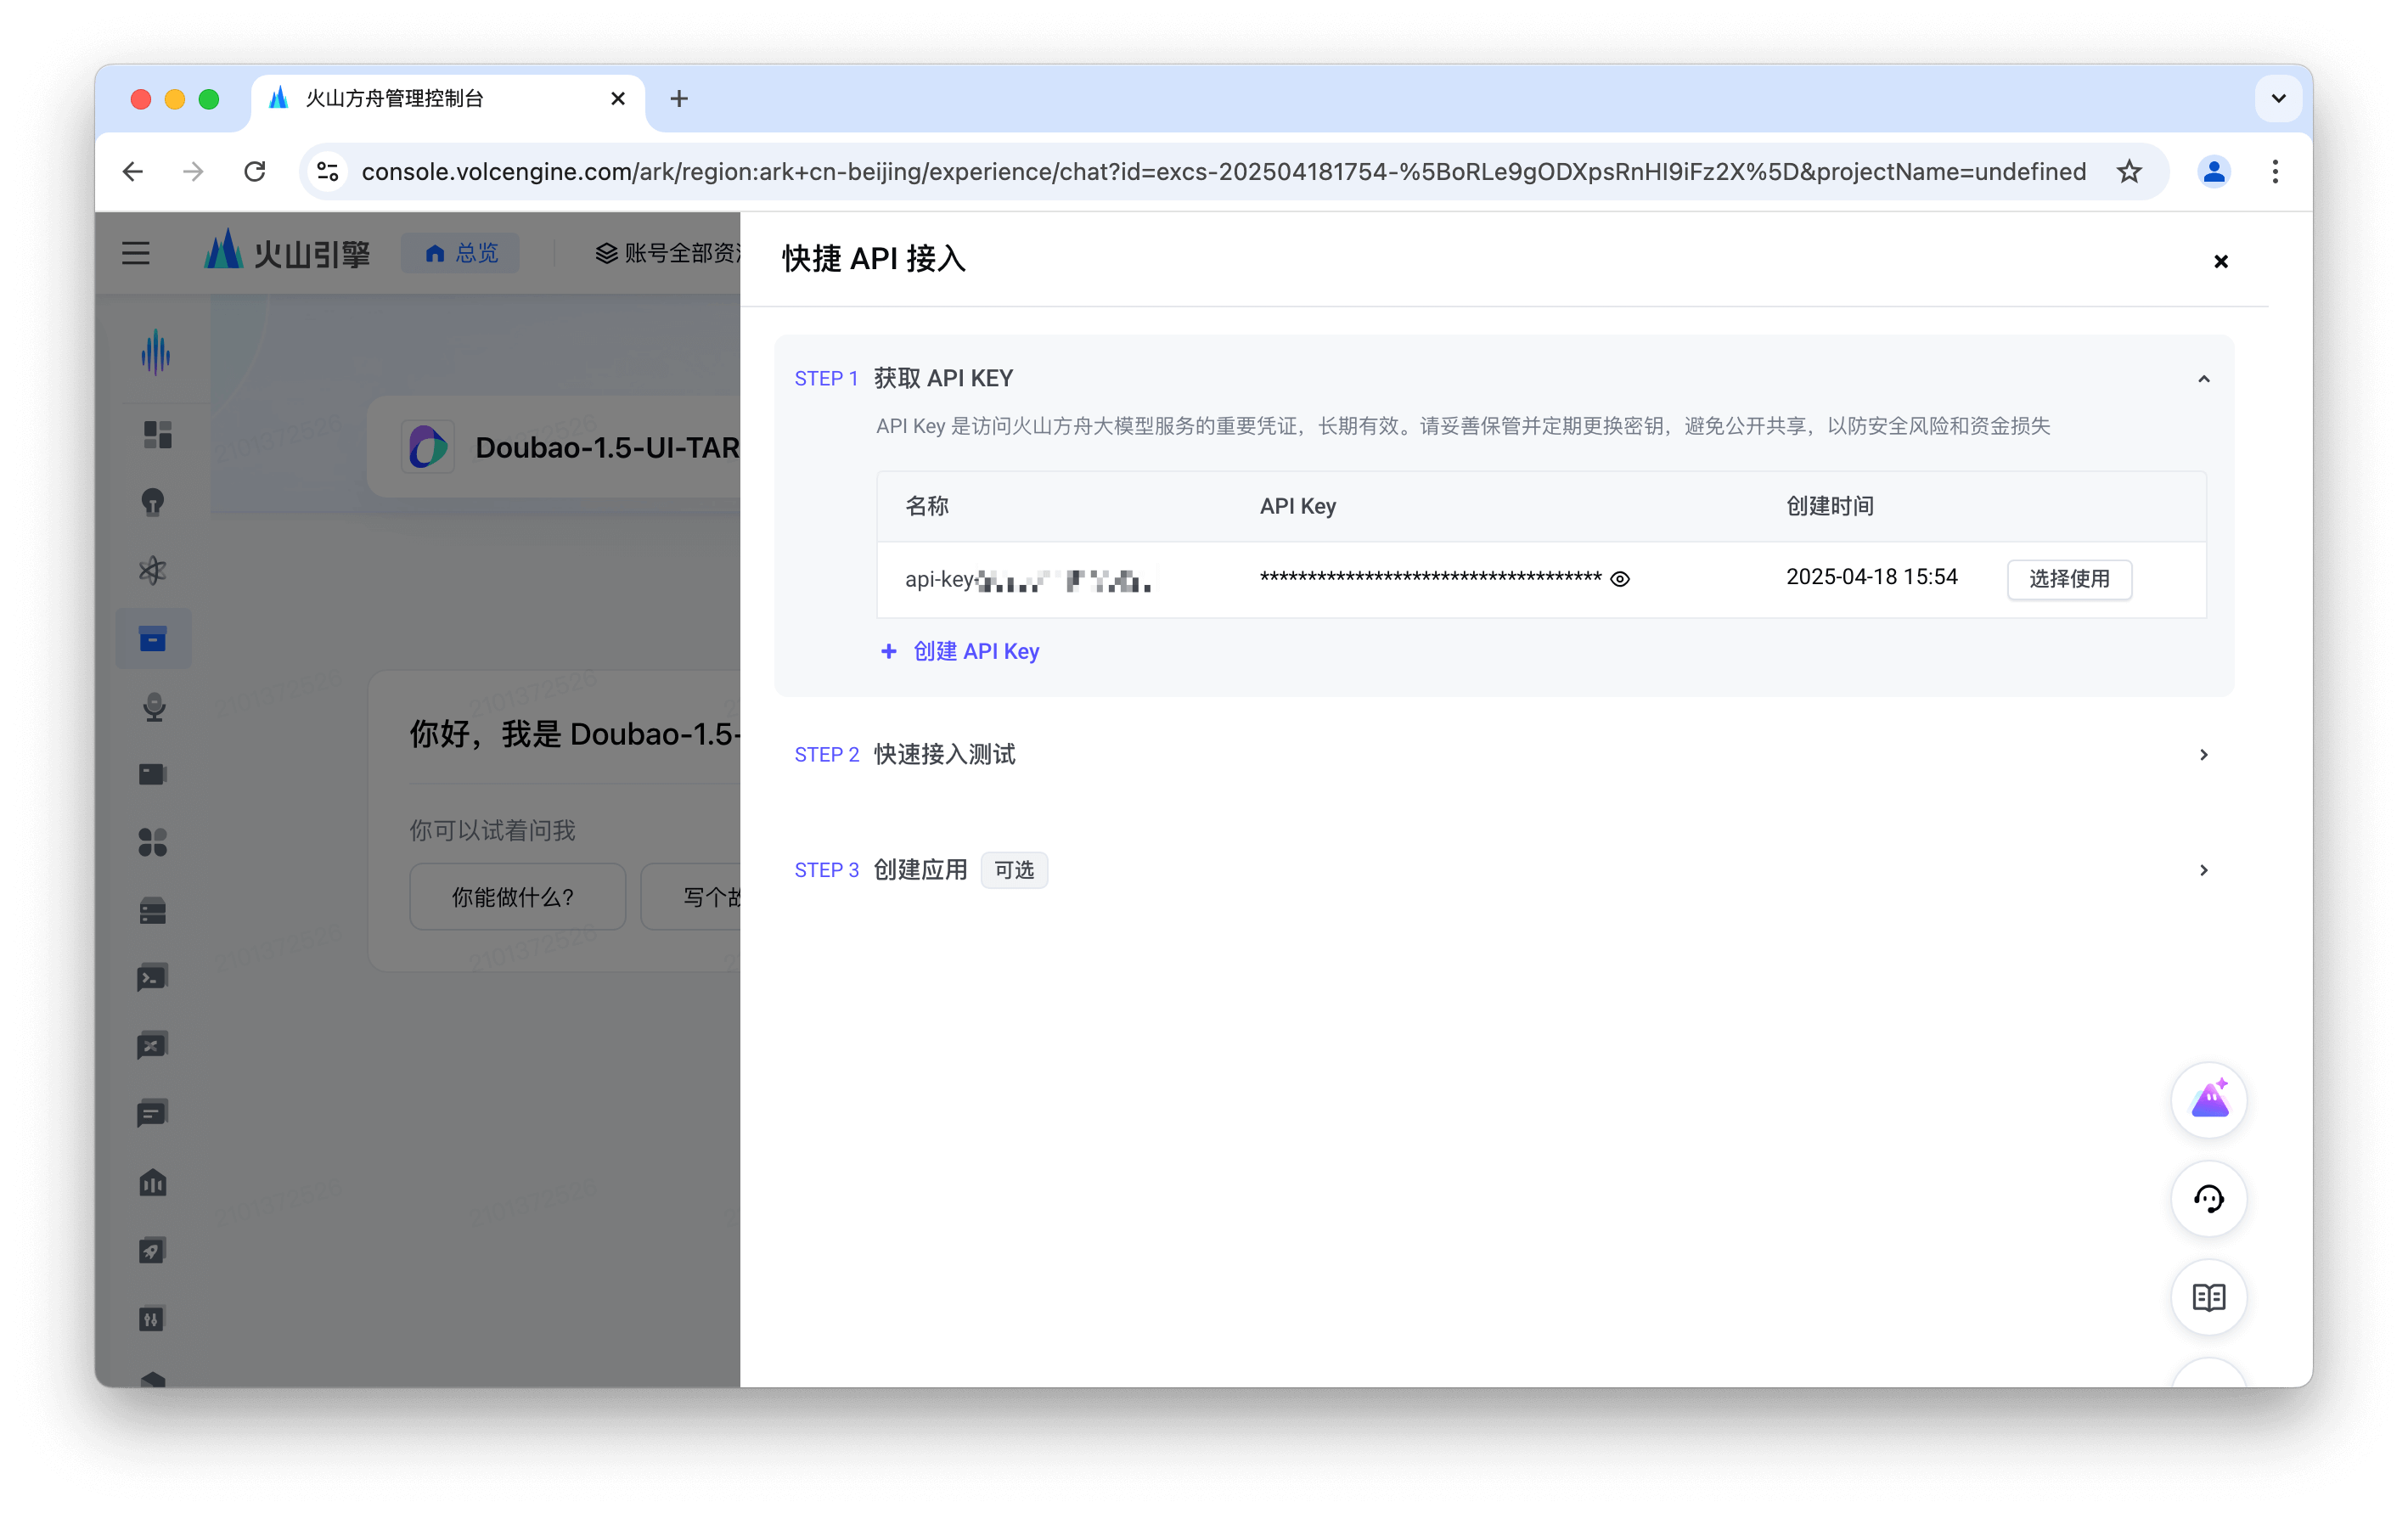 火山方舟管理控制台
console.volcengine.com/ark/region:ark+cn-beijing/experience/chat?id=excs-202504181754-%5BoRLe9gODXpsRnHI9iFz2X%5D&projectName=undefined
火山引擎
总览
账号全部资
快捷 API 接入
Doubao-1.5-UI-TAR
你好，我是 Doubao-1.5-
你可以试着问我
你能做什么?
写个故
STEP 1 获取 API KEY
API Key 是访问火山方舟大模型服务的重要凭证，长期有效。请妥善保管并定期更换密钥，避免公开共享，以防安全风险和资金损失
名称 API Key 创建时间
api-key- *********************************** 2025-04-18 15:54 选择使用
+ 创建 API Key
STEP 2 快速接入测试
STEP 3 创建应用 可选
2101372526
2101372526
2101372526
2101372526